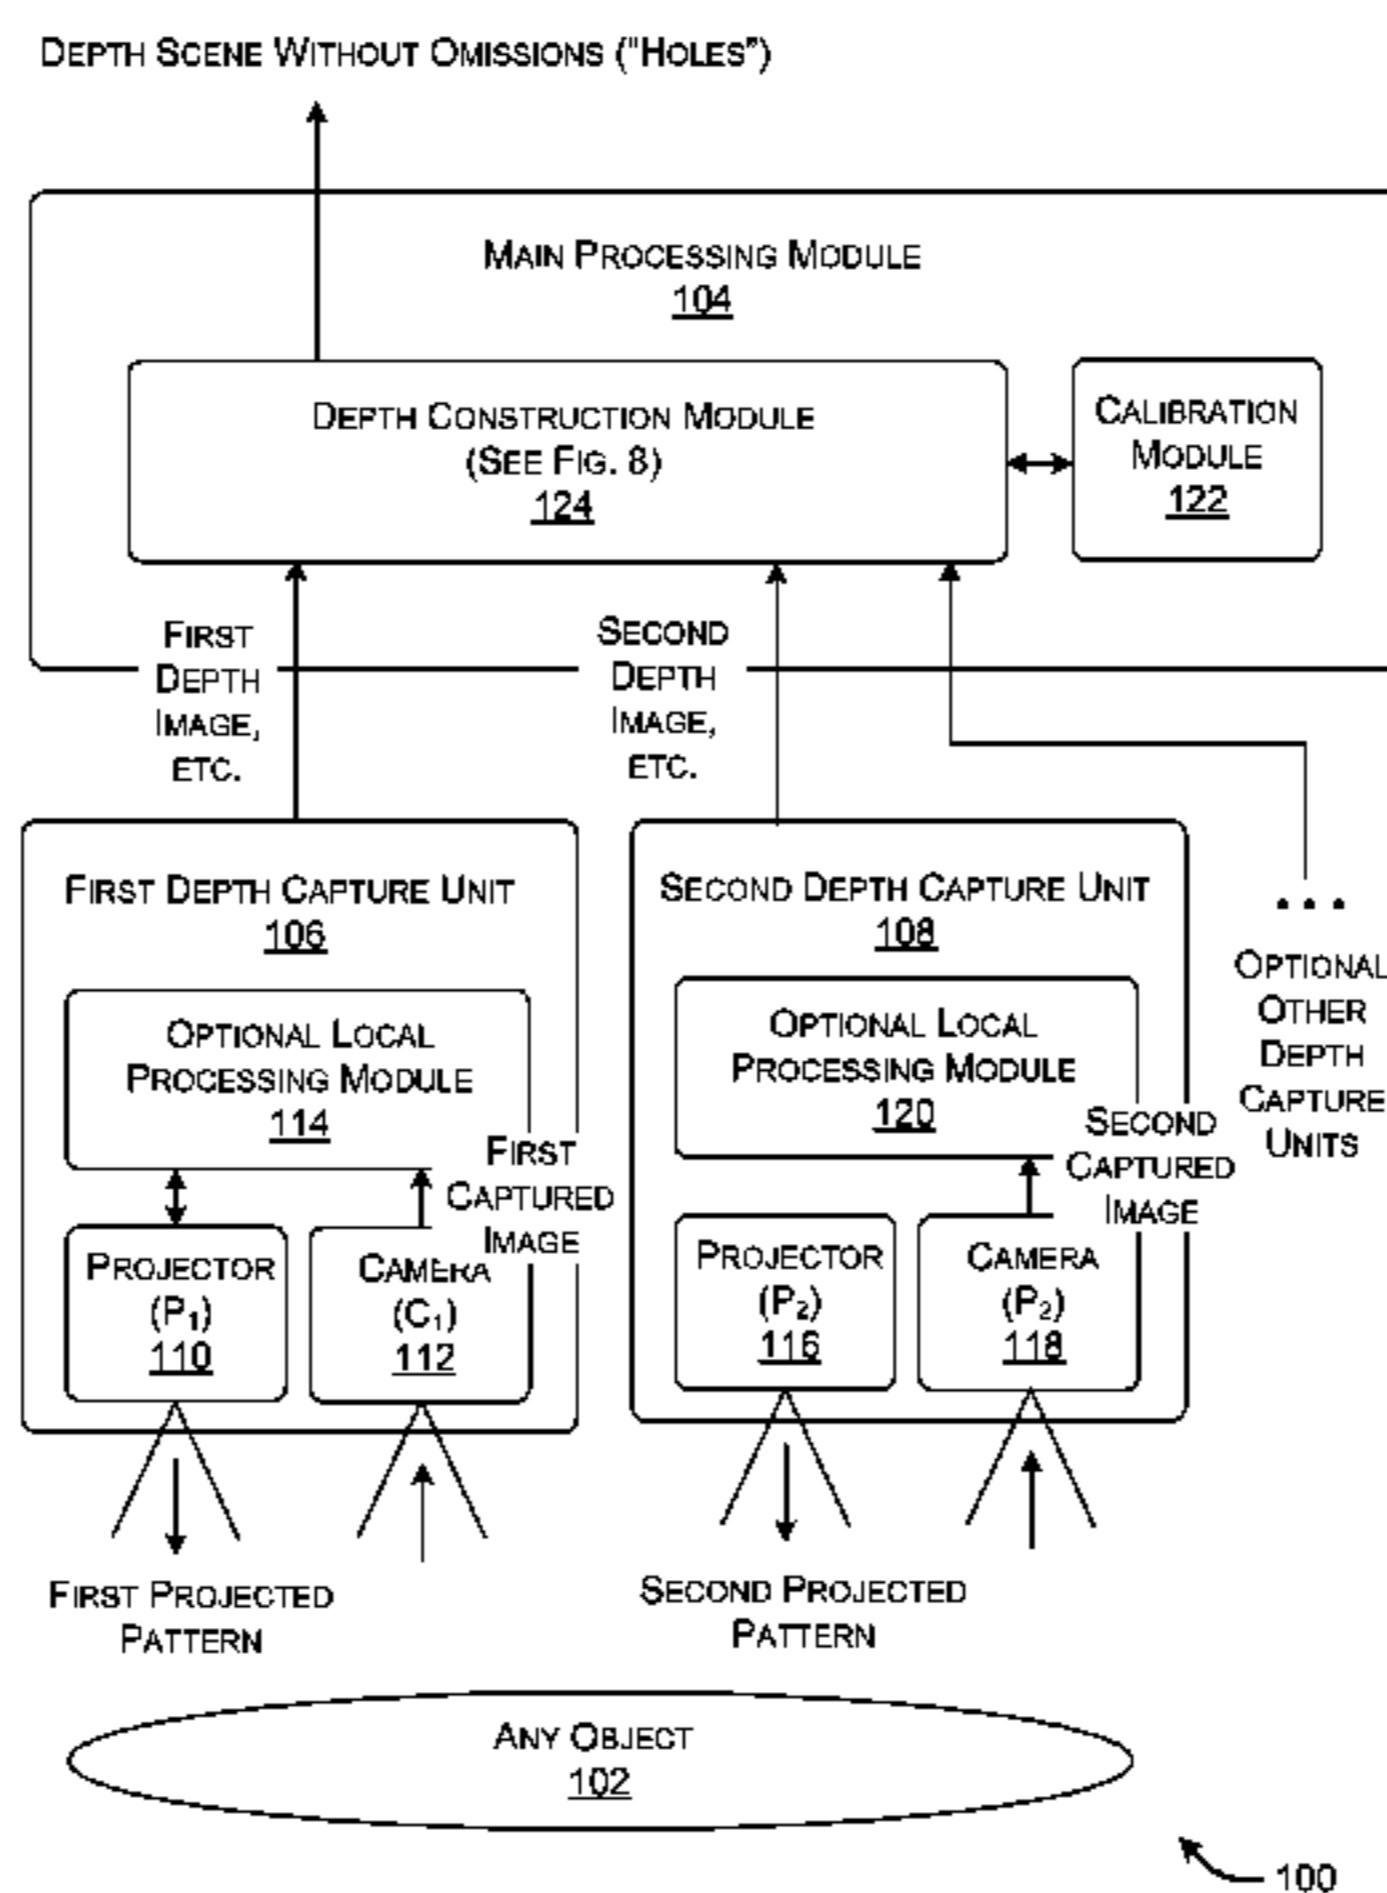 DEPTH SCENE WITHOUT OMISSIONS ("HOLES")
MAIN PROCESSING MODULE
104
DEPTH CONSTRUCTION MODULE
(SEE FIG. 8)
124
CALIBRATION
MODULE
122
FIRST
DEPTH
IMAGE,
ETC.
SECOND
DEPTH
IMAGE,
ETC.
FIRST DEPTH CAPTURE UNIT
106
OPTIONAL LOCAL
PROCESSING MODULE
114
FIRST
CAPTURED
IMAGE
PROJECTOR
(P1)
110
CAMERA
(C1)
112
SECOND DEPTH CAPTURE UNIT
108
OPTIONAL LOCAL
PROCESSING MODULE
120
SECOND
CAPTURED
IMAGE
PROJECTOR
(P2)
116
CAMERA
(P2)
118
• • •
OPTIONAL
OTHER
DEPTH
CAPTURE
UNITS
FIRST PROJECTED
PATTERN
SECOND PROJECTED
PATTERN
ANY OBJECT
102
100